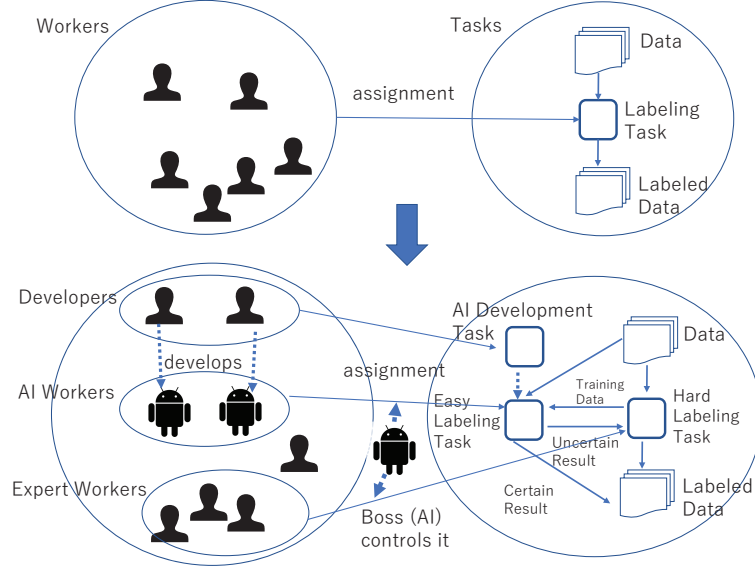 Workers
Tasks
Data
assignment
Labeling
Task
Labeled
Data
Developers
AI Development
Task
Data
develops
assignment
AI Workers
Training
Data
Easy
Labeling
Task
Hard
Labeling
Task
Uncertain
Result
Expert Workers
Certain
Result
Labeled
Data
Boss (AI)
controls it